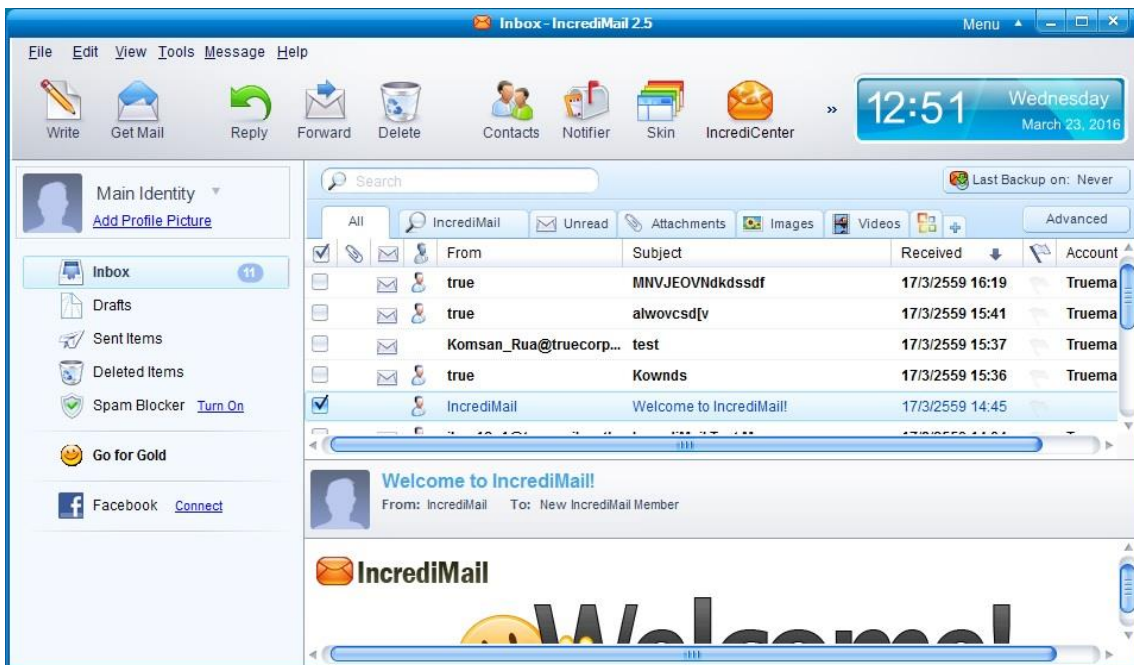 Inbox - IncrediMail 2.5 Menu
File Edit View Tools Message Help
12:51 Wednesday
March 23, 2016
Write Get Mail Reply Forward Delete Contacts Notifier Skin IncrediCenter »
Main Identity
Add Profile Picture
Search Last Backup on: Never
All IncrediMail Unread Attachments Images Videos Advanced
From Subject Received Account
Inbox 11
Drafts
Sent Items
Deleted Items
Spam Blocker Turn On
Go for Gold
Facebook Connect
true MNVJEOVNdkdssdf 17/3/2559 16:19 Truema
true alwovcsd[v 17/3/2559 15:41 Truema
Komsan_Rua@truecorp... test 17/3/2559 15:37 Truema
true Kownds 17/3/2559 15:36 Truema
IncrediMail Welcome to IncrediMail! 17/3/2559 14:45
Welcome to IncrediMail!
From: IncrediMail To: New IncrediMail Member
IncrediMail
Welcome!